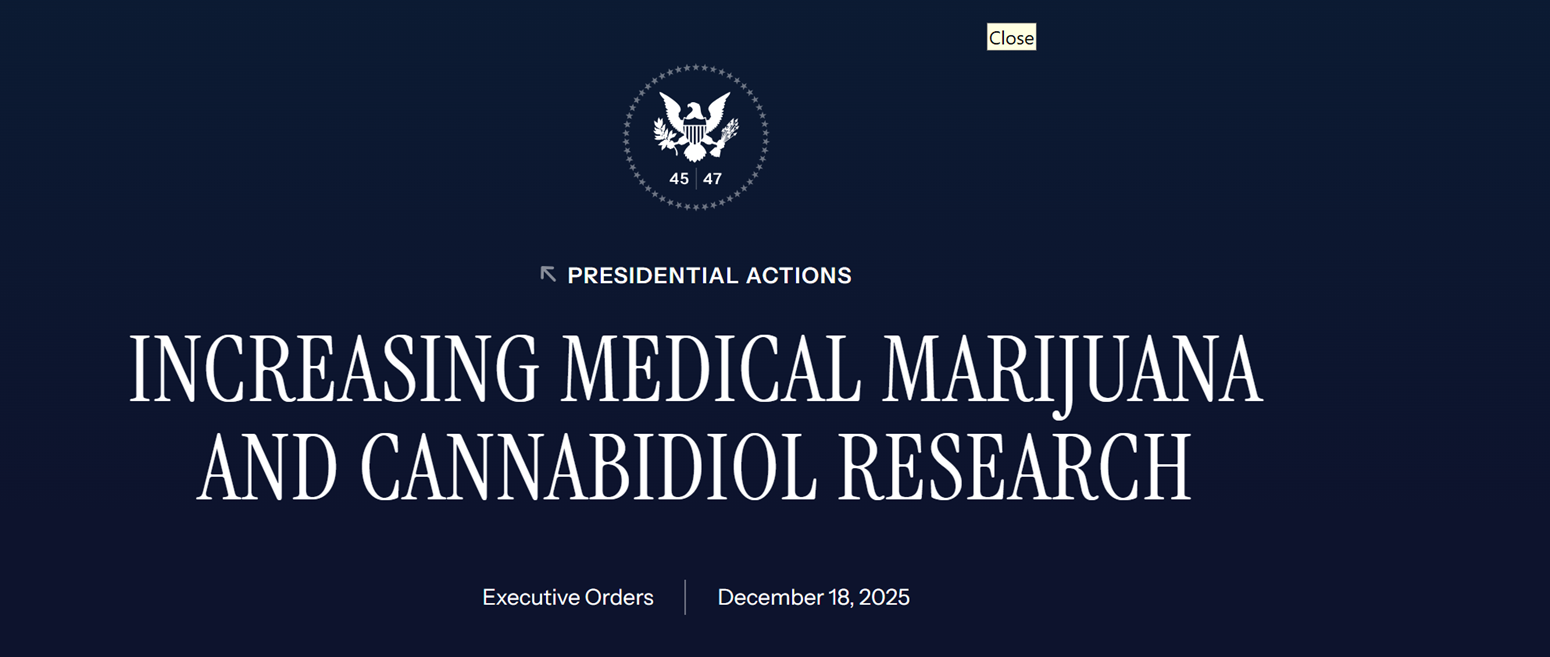 Close
45 47
PRESIDENTIAL ACTIONS
INCREASING MEDICAL MARIJUANA
AND CANNABIDIOL RESEARCH
Executive Orders
December 18, 2025